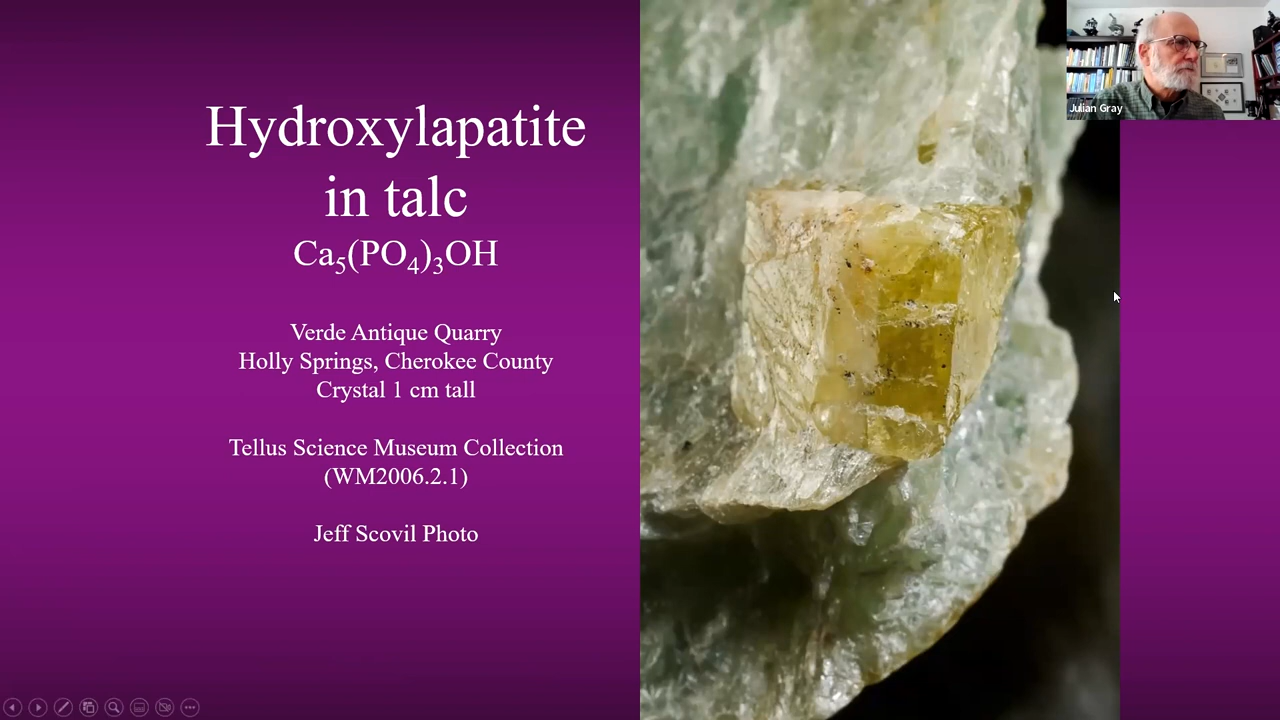 Hydroxylapatite
in talc
Ca₅(PO₄)₃OH
Verde Antique Quarry
Holly Springs, Cherokee County
Crystal 1 cm tall
Tellus Science Museum Collection
(WM2006.2.1)
Jeff Scovil Photo
Julian Gray